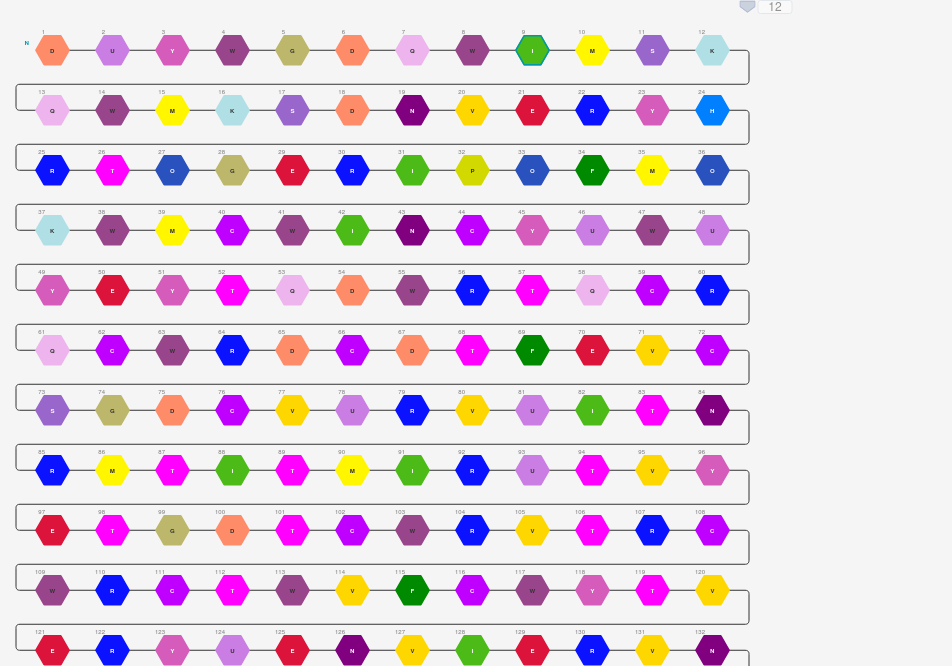 12
1 2 3 4 5 6 7 8 9 10 11 12
N D U Y W G D Q W I M S K
13 14 15 16 17 18 19 20 21 22 23 24
Q W M K S D N V E R Y H
25 26 27 28 29 30 31 32 33 34 35 36
R T O G E R I P O F M O
37 38 39 40 41 42 43 44 45 46 47 48
K W M C W I N C Y U W U
49 50 51 52 53 54 55 56 57 58 59 60
Y E Y T Q D W R T Q C R
61 62 63 64 65 66 67 68 69 70 71 72
Q C W R D C D T F E V C
73 74 75 76 77 78 79 80 81 82 83 84
S G D C V U R V U I T N
85 86 87 88 89 90 91 92 93 94 95 96
R M T I T M I R U T V Y
97 98 99 100 101 102 103 104 105 106 107 108
E T G D T C W R V T R C
109 110 111 112 113 114 115 116 117 118 119 120
W R C T W V F C W Y T V
121 122 123 124 125 126 127 128 129 130 131 132
E R Y U E N V I E R V N